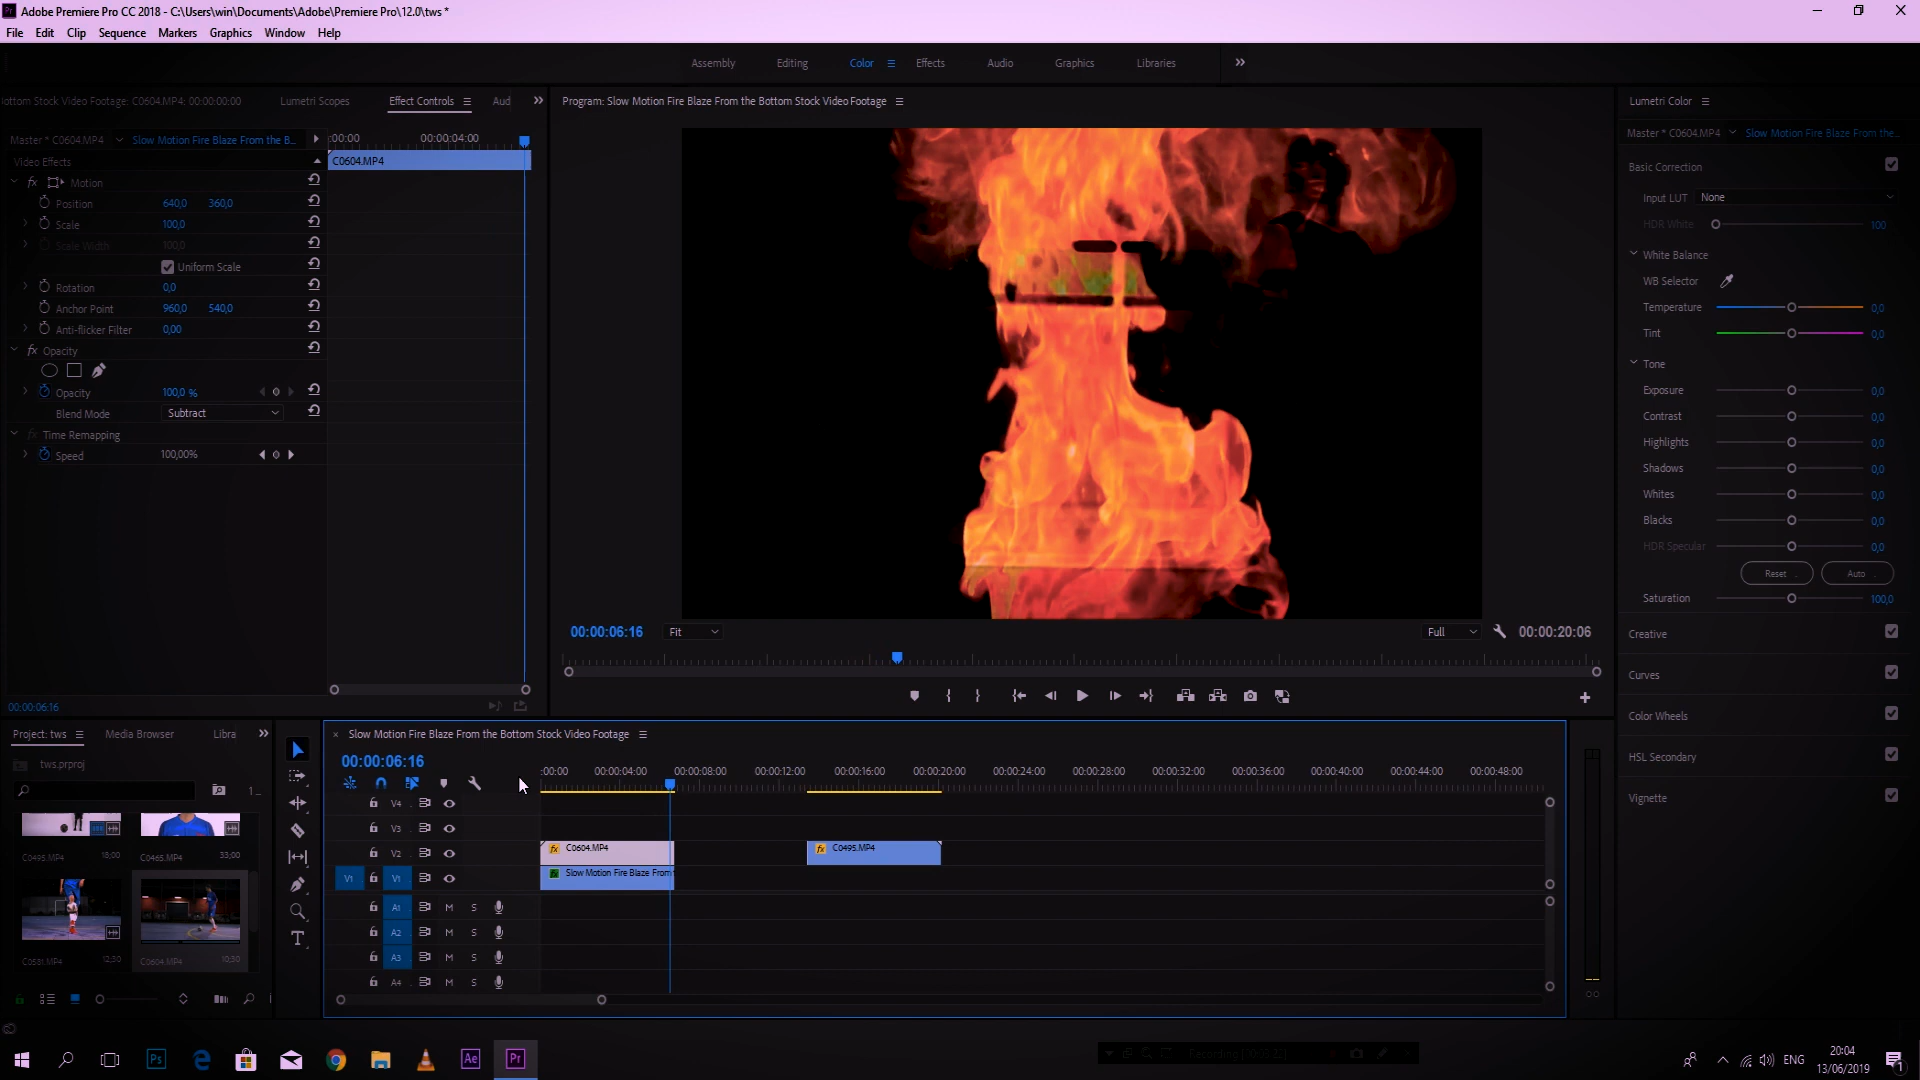 Adobe Premiere Pro CC 2018 - C:\Users\win\Documents\Adobe\Premiere Pro\12.0\tws *
File Edit Clip Sequence Markers Graphics Window Help
Assembly Editing Color Effects Audio Graphics Libraries
ottom Stock Video Footage: C0604.MP4: 00:00:00:00 Lumetri Scopes Effect Controls Aud
Program: Slow Motion Fire Blaze From the Bottom Stock Video Footage
Lumetri Color
Master * C0604.MP4 Slow Motion Fire Blaze From the B... :00:00 00:00:04:00
Master * C0604.MP4 Slow Motion Fire Blaze From the...
Video Effects
C0604.MP4
fx Motion
Position 640,0 360,0
Scale 100,0
Scale Width 100,0
Uniform Scale
Rotation 0,0
Anchor Point 960,0 540,0
Anti-flicker Filter 0,00
fx Opacity
Opacity 100,0 %
Blend Mode Subtract
Time Remapping
Speed 100,00%
00:00:06:16
Basic Correction
Input LUT None
HDR White 100
White Balance
WB Selector
Temperature 0,0
Tint 0,0
Tone
Exposure 0,0
Contrast 0,0
Highlights 0,0
Shadows 0,0
Whites 0,0
Blacks 0,0
HDR Specular 0,0
Reset Auto
Saturation 100,0
Creative
Curves
Color Wheels
HSL Secondary
Vignette
00:00:06:16 Fit Full 00:00:20:06
Project: tws Media Browser Libra
tws.prproj
1 ...
C0495.MP4 18;00 C0465.MP4 33;00
C0581.MP4 12;30 C0604.MP4 10;30
Slow Motion Fire Blaze From the Bottom Stock Video Footage
00:00:06:16
:00:00 00:00:04:00 00:00:08:00 00:00:12:00 00:00:16:00 00:00:20:00 00:00:24:00 00:00:28:00 00:00:32:00 00:00:36:00 00:00:40:00 00:00:44:00 00:00:48:00
V4
V3
V2 fx C0604.MP4 fx C0495.MP4
V1 V1 fx Slow Motion Fire Blaze From
A1 M S
A2 M S
A3 M S
A4 M S
T
Ps Ae Pr
ENG
20:04
13/06/2019
1